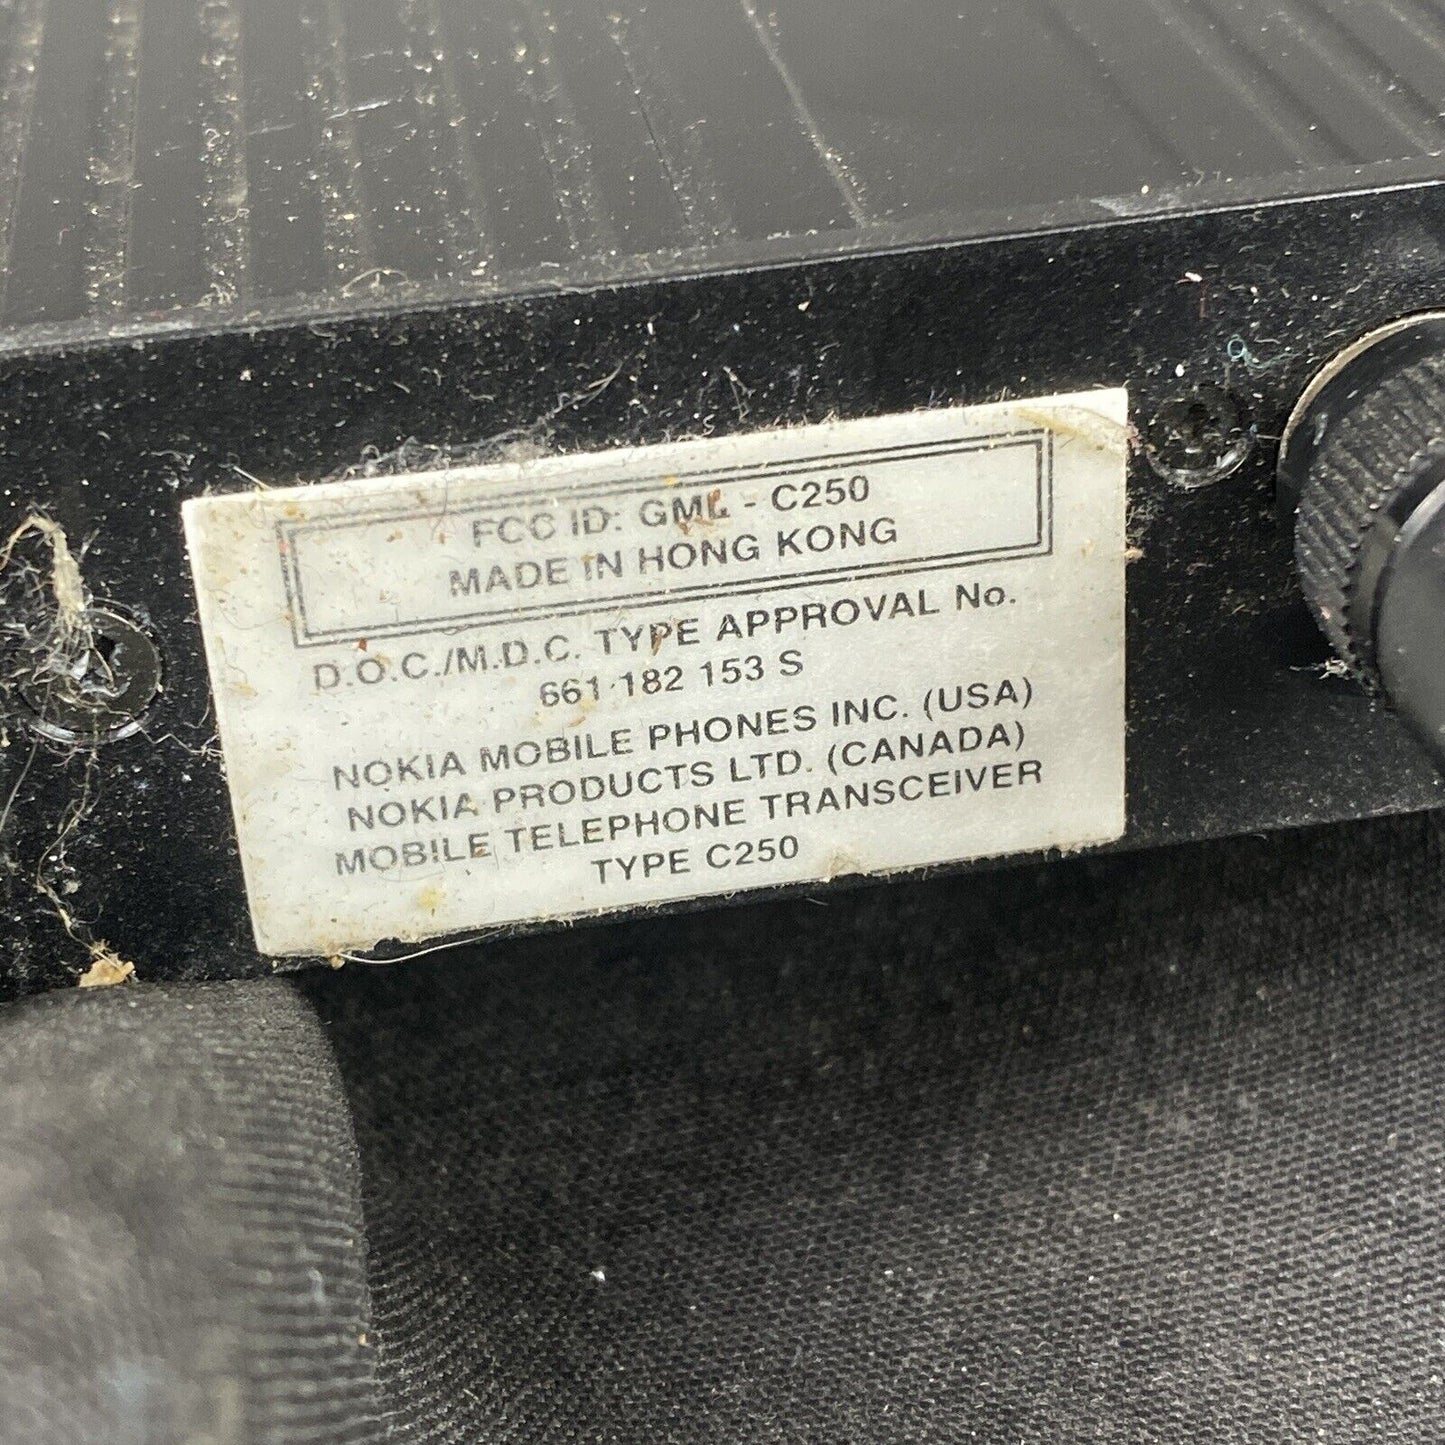 FCC ID: GML - C250
MADE IN HONG KONG
D.O.C./M.D.C. TYPE APPROVAL No.
661 182 153 S
NOKIA MOBILE PHONES INC. (USA)
NOKIA PRODUCTS LTD. (CANADA)
MOBILE TELEPHONE TRANSCEIVER
TYPE C250